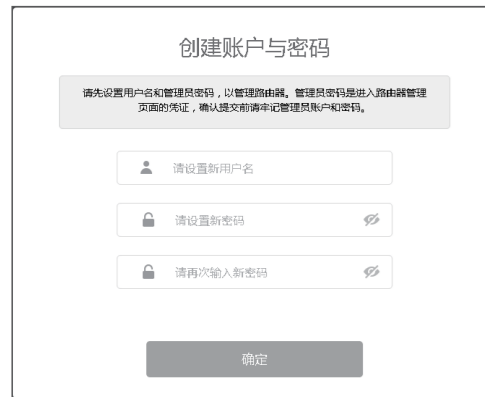 创建账户与密码
请先设置用户名和管理员密码，以管理路由器。管理员密码是进入路由器管理
页面的凭证，确认提交前请牢记管理员账户和密码。
请设置新用户名
请设置新密码
请再次输入新密码
确定